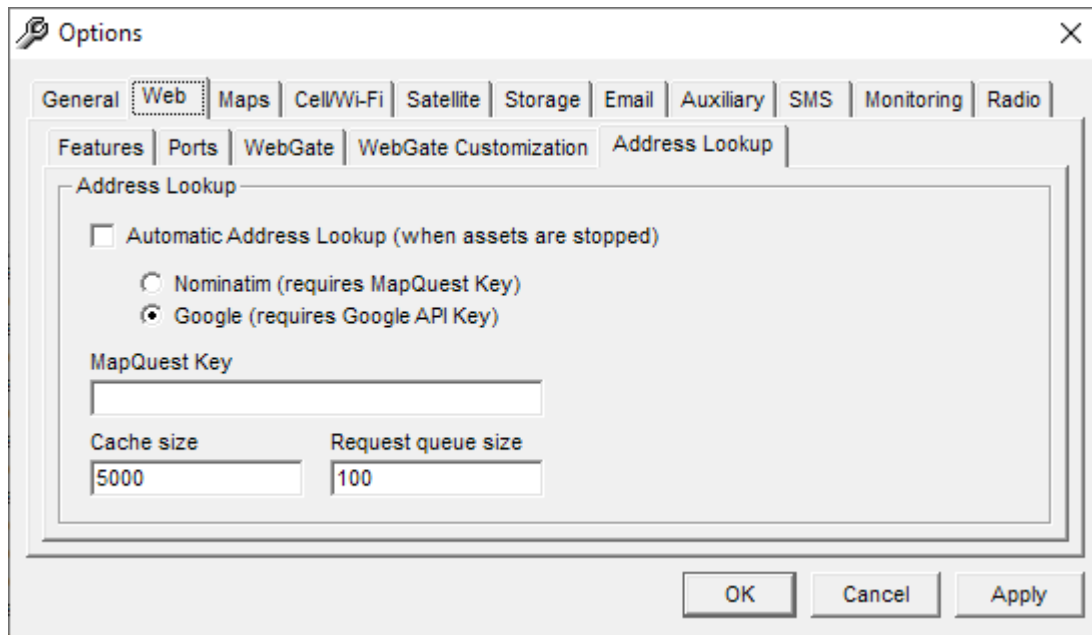 Options
General Web Maps Cell/Wi-Fi Satellite Storage Email Auxiliary SMS Monitoring Radio
Features Ports WebGate WebGate Customization Address Lookup
Address Lookup
Automatic Address Lookup (when assets are stopped)
Nominatim (requires MapQuest Key)
Google (requires Google API Key)
MapQuest Key
Cache size Request queue size
5000 100
OK Cancel Apply